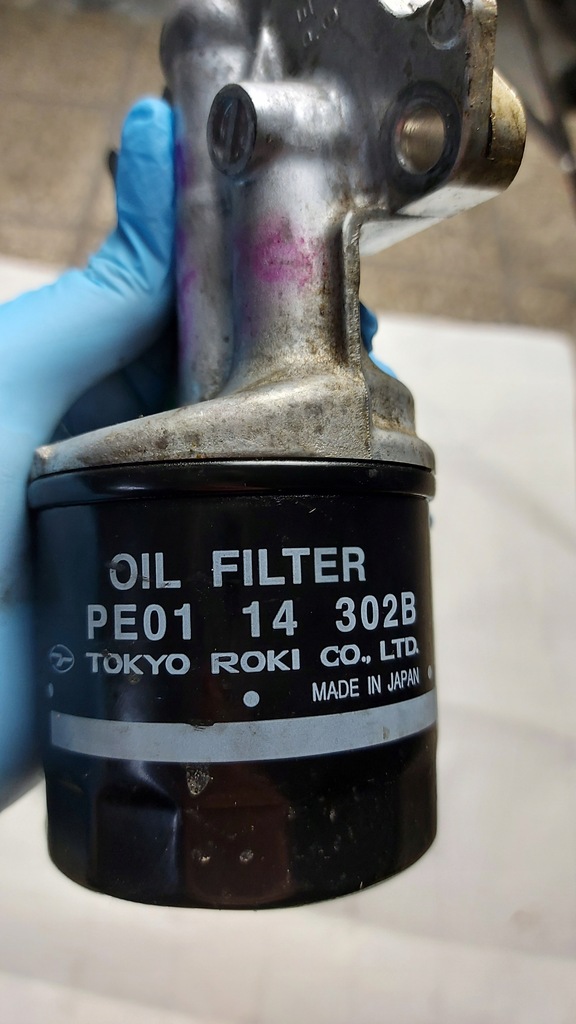 OIL FILTER
PE01 14 302B
TOKYO ROKI CO., LTD.
MADE IN JAPAN